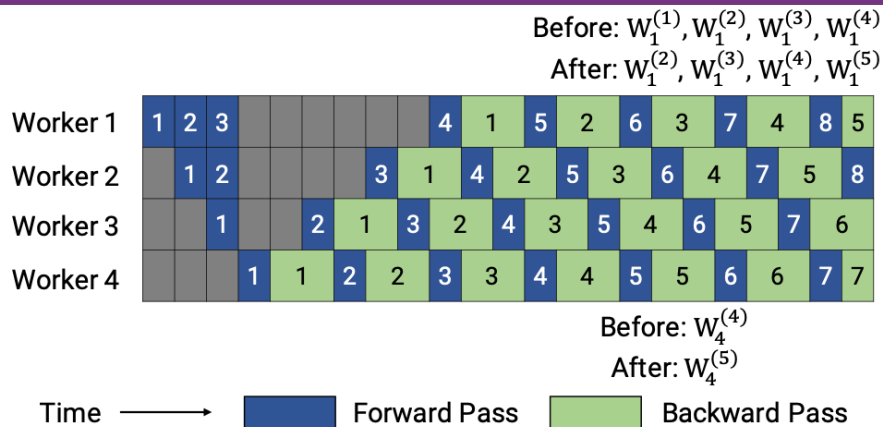 Before: W₁⁽¹⁾, W₁⁽²⁾, W₁⁽³⁾, W₁⁽⁴⁾
After: W₁⁽²⁾, W₁⁽³⁾, W₁⁽⁴⁾, W₁⁽⁵⁾
Worker 1 1 2 3 4 1 5 2 6 3 7 4 8 5
Worker 2 1 2 3 1 4 2 5 3 6 4 7 5 8
Worker 3 1 2 1 3 2 4 3 5 4 6 5 7 6
Worker 4 1 1 2 2 3 3 4 4 5 5 6 6 7 7
Before: W₄⁽⁴⁾
After: W₄⁽⁵⁾
Time Forward Pass Backward Pass